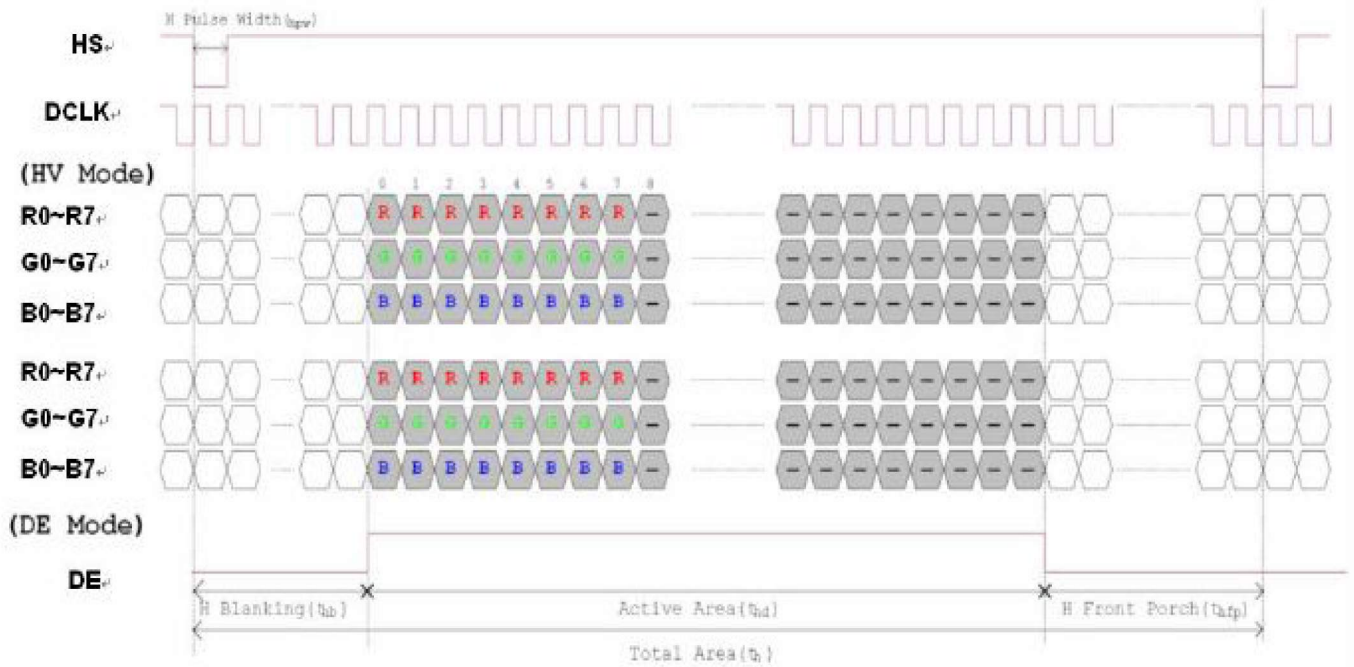 H Pulse Width(thpw)
HS
DCLK
(HV Mode)
0 1 2 3 4 5 6 7 8
R0~R7 R R R R R R R R - - - - - - - - -
G0~G7 G G G G G G G G - - - - - - - - -
B0~B7 B B B B B B B B - - - - - - - - -
R0~R7 R R R R R R R R - - - - - - - - -
G0~G7 G G G G G G G G - - - - - - - - -
B0~B7 B B B B B B B B - - - - - - - - -
(DE Mode)
DE
H Blanking(thb) Active Area(thd) H Front Porch(thfp)
Total Area(th)